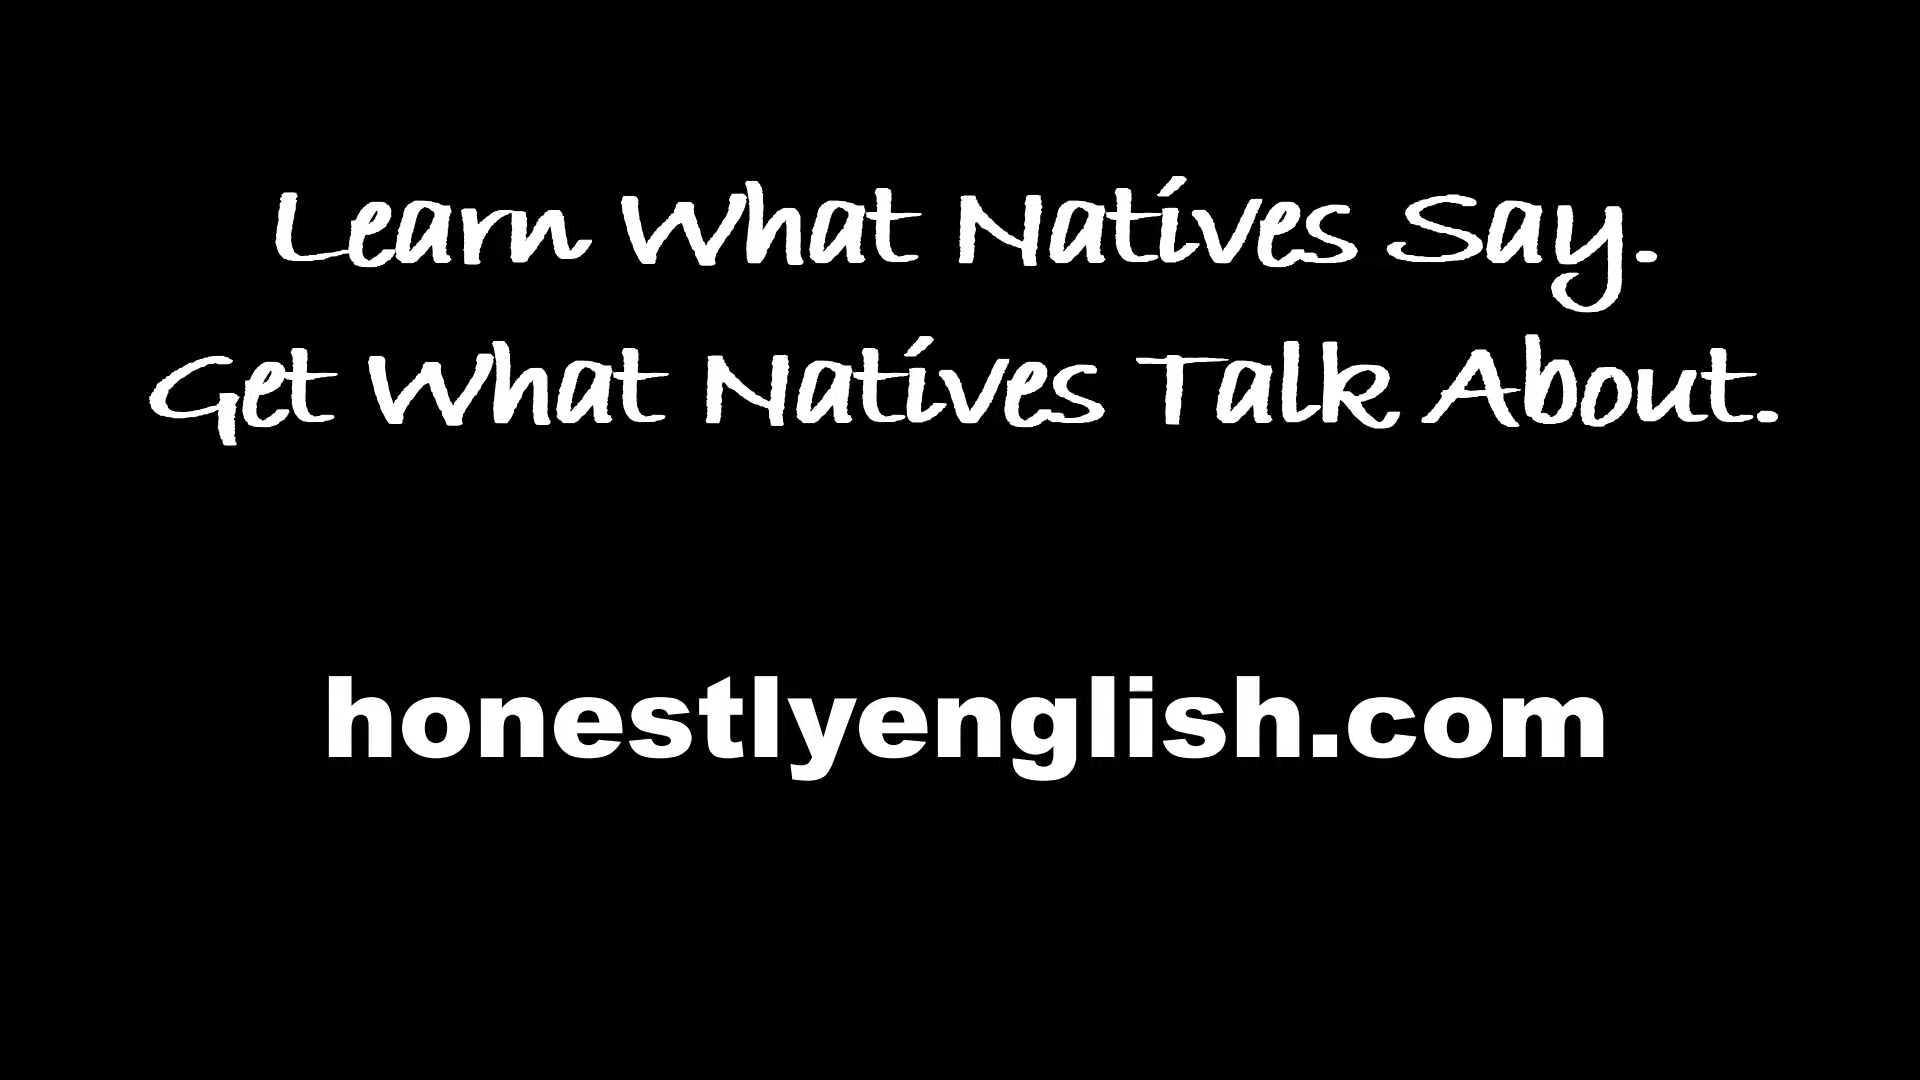 Learn What Natives Say.
Get What Natives Talk About.
honestlyenglish.com